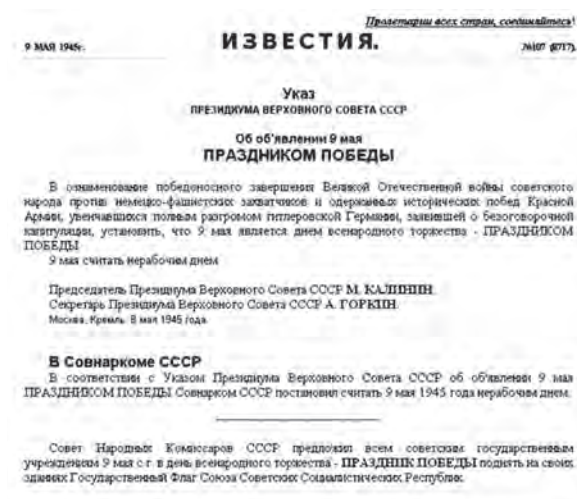 Пролетарии всех стран, соединяйтесь!
9 МАЯ 1945г.
ИЗВЕСТИЯ.
№107 (8717).
Указ
ПРЕЗИДИУМА ВЕРХОВНОГО СОВЕТА СССР
Об об'явлении 9 мая
ПРАЗДНИКОМ ПОБЕДЫ
В ознаменование победоносного завершения Великой Отечественной войны советского
народа против немецко-фашистских захватчиков и одержанных исторических побед Красной
Армии, увенчавшихся полным разгромом гитлеровской Германии, заявившей о безоговорочной
капитуляции, установить, что 9 мая является днем всенародного торжества - ПРАЗДНИКОМ
ПОБЕДЫ
9 мая считать нерабочим днем
Председатель Президиума Верховного Совета СССР М. КАЛИНИН.
Секретарь Президиума Верховного Совета СССР А. ГОРКИН.
Москва, Кремль. 8 мая 1945 года.
В Совнаркоме СССР
В соответствии с Указом Президиума Верховного Совета СССР об об'явлении 9 мая
ПРАЗДНИКОМ ПОБЕДЫ Совнарком СССР постановил считать 9 мая 1945 года нерабочим днем.
Совет Народных Комиссаров СССР предложил всем советским государственным
учреждениям 9 мая с г. в день всенародного торжества - ПРАЗДНИК ПОБЕДЫ поднять на своих
зданиях Государственный Флаг Союза Советских Социалистических Республик.